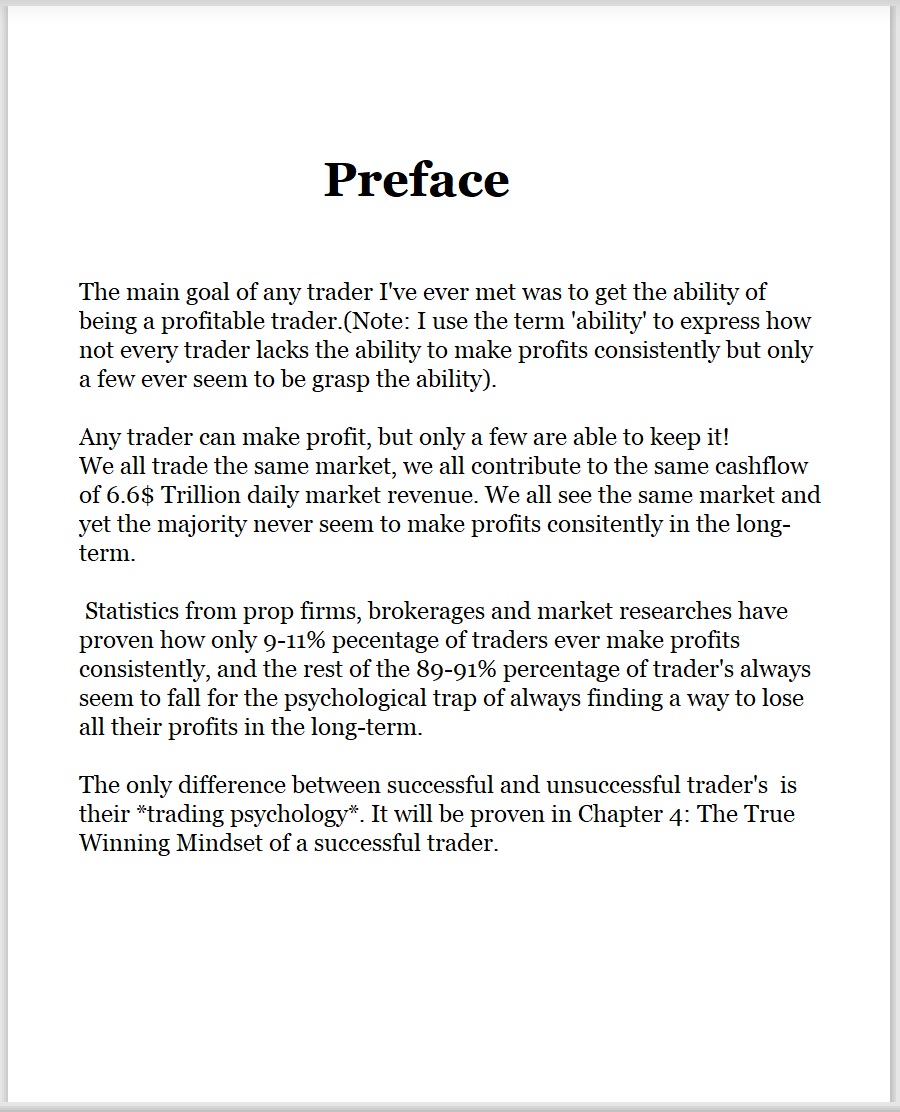 Preface
The main goal of any trader I've ever met was to get the ability of
being a profitable trader.(Note: I use the term 'ability' to express how
not every trader lacks the ability to make profits consistently but only
a few ever seem to be grasp the ability).
Any trader can make profit, but only a few are able to keep it!
We all trade the same market, we all contribute to the same cashflow
of 6.6$ Trillion daily market revenue. We all see the same market and
yet the majority never seem to make profits consitently in the long-
term.
Statistics from prop firms, brokerages and market researches have
proven how only 9-11% pecentage of traders ever make profits
consistently, and the rest of the 89-91% percentage of trader's always
seem to fall for the psychological trap of always finding a way to lose
all their profits in the long-term.
The only difference between successful and unsuccessful trader's  is
their *trading psychology*. It will be proven in Chapter 4: The True
Winning Mindset of a successful trader.